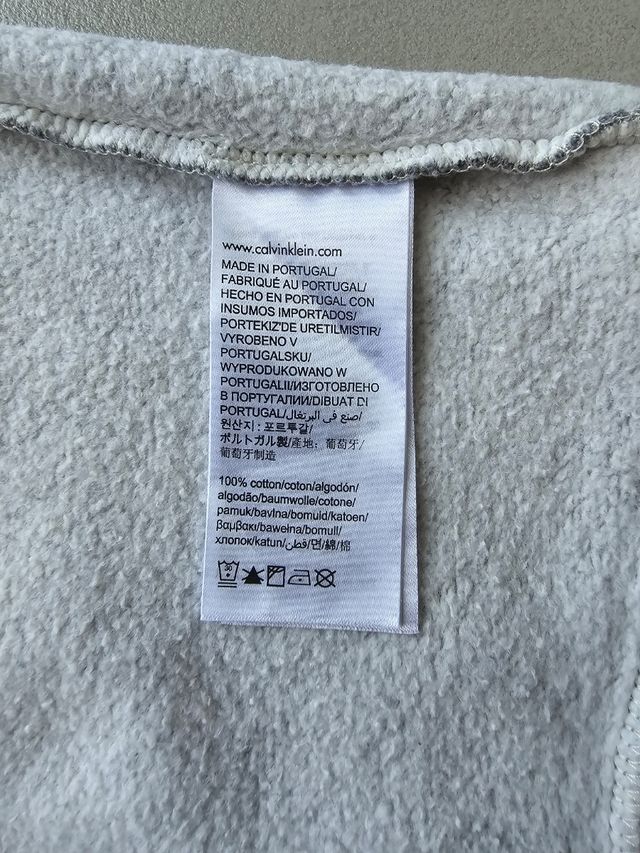 www.calvinklein.com
MADE IN PORTUGAL/
FABRIQUÉ AU PORTUGAL/
HECHO EN PORTUGAL CON
INSUMOS IMPORTADOS/
PORTEKIZ'DE URETILMISTIR/
VYROBENO V
PORTUGALSKU/
WYPRODUKOWANO W
PORTUGALII/ИЗГОТОВЛЕНО
В ПОРТУГАЛИИ/DIBUAT DI
PORTUGAL/صنع في البرتغال/
원산지 : 포르투갈/
ポルトガル製/產地：葡萄牙/
葡萄牙制造
100% cotton/coton/algodón/
algodão/baumwolle/cotone/
pamuk/bavlna/bomuld/katoen/
βαμβακι/bawełna/bomull/
хлопок/katun/قطن/면/綿/棉
30